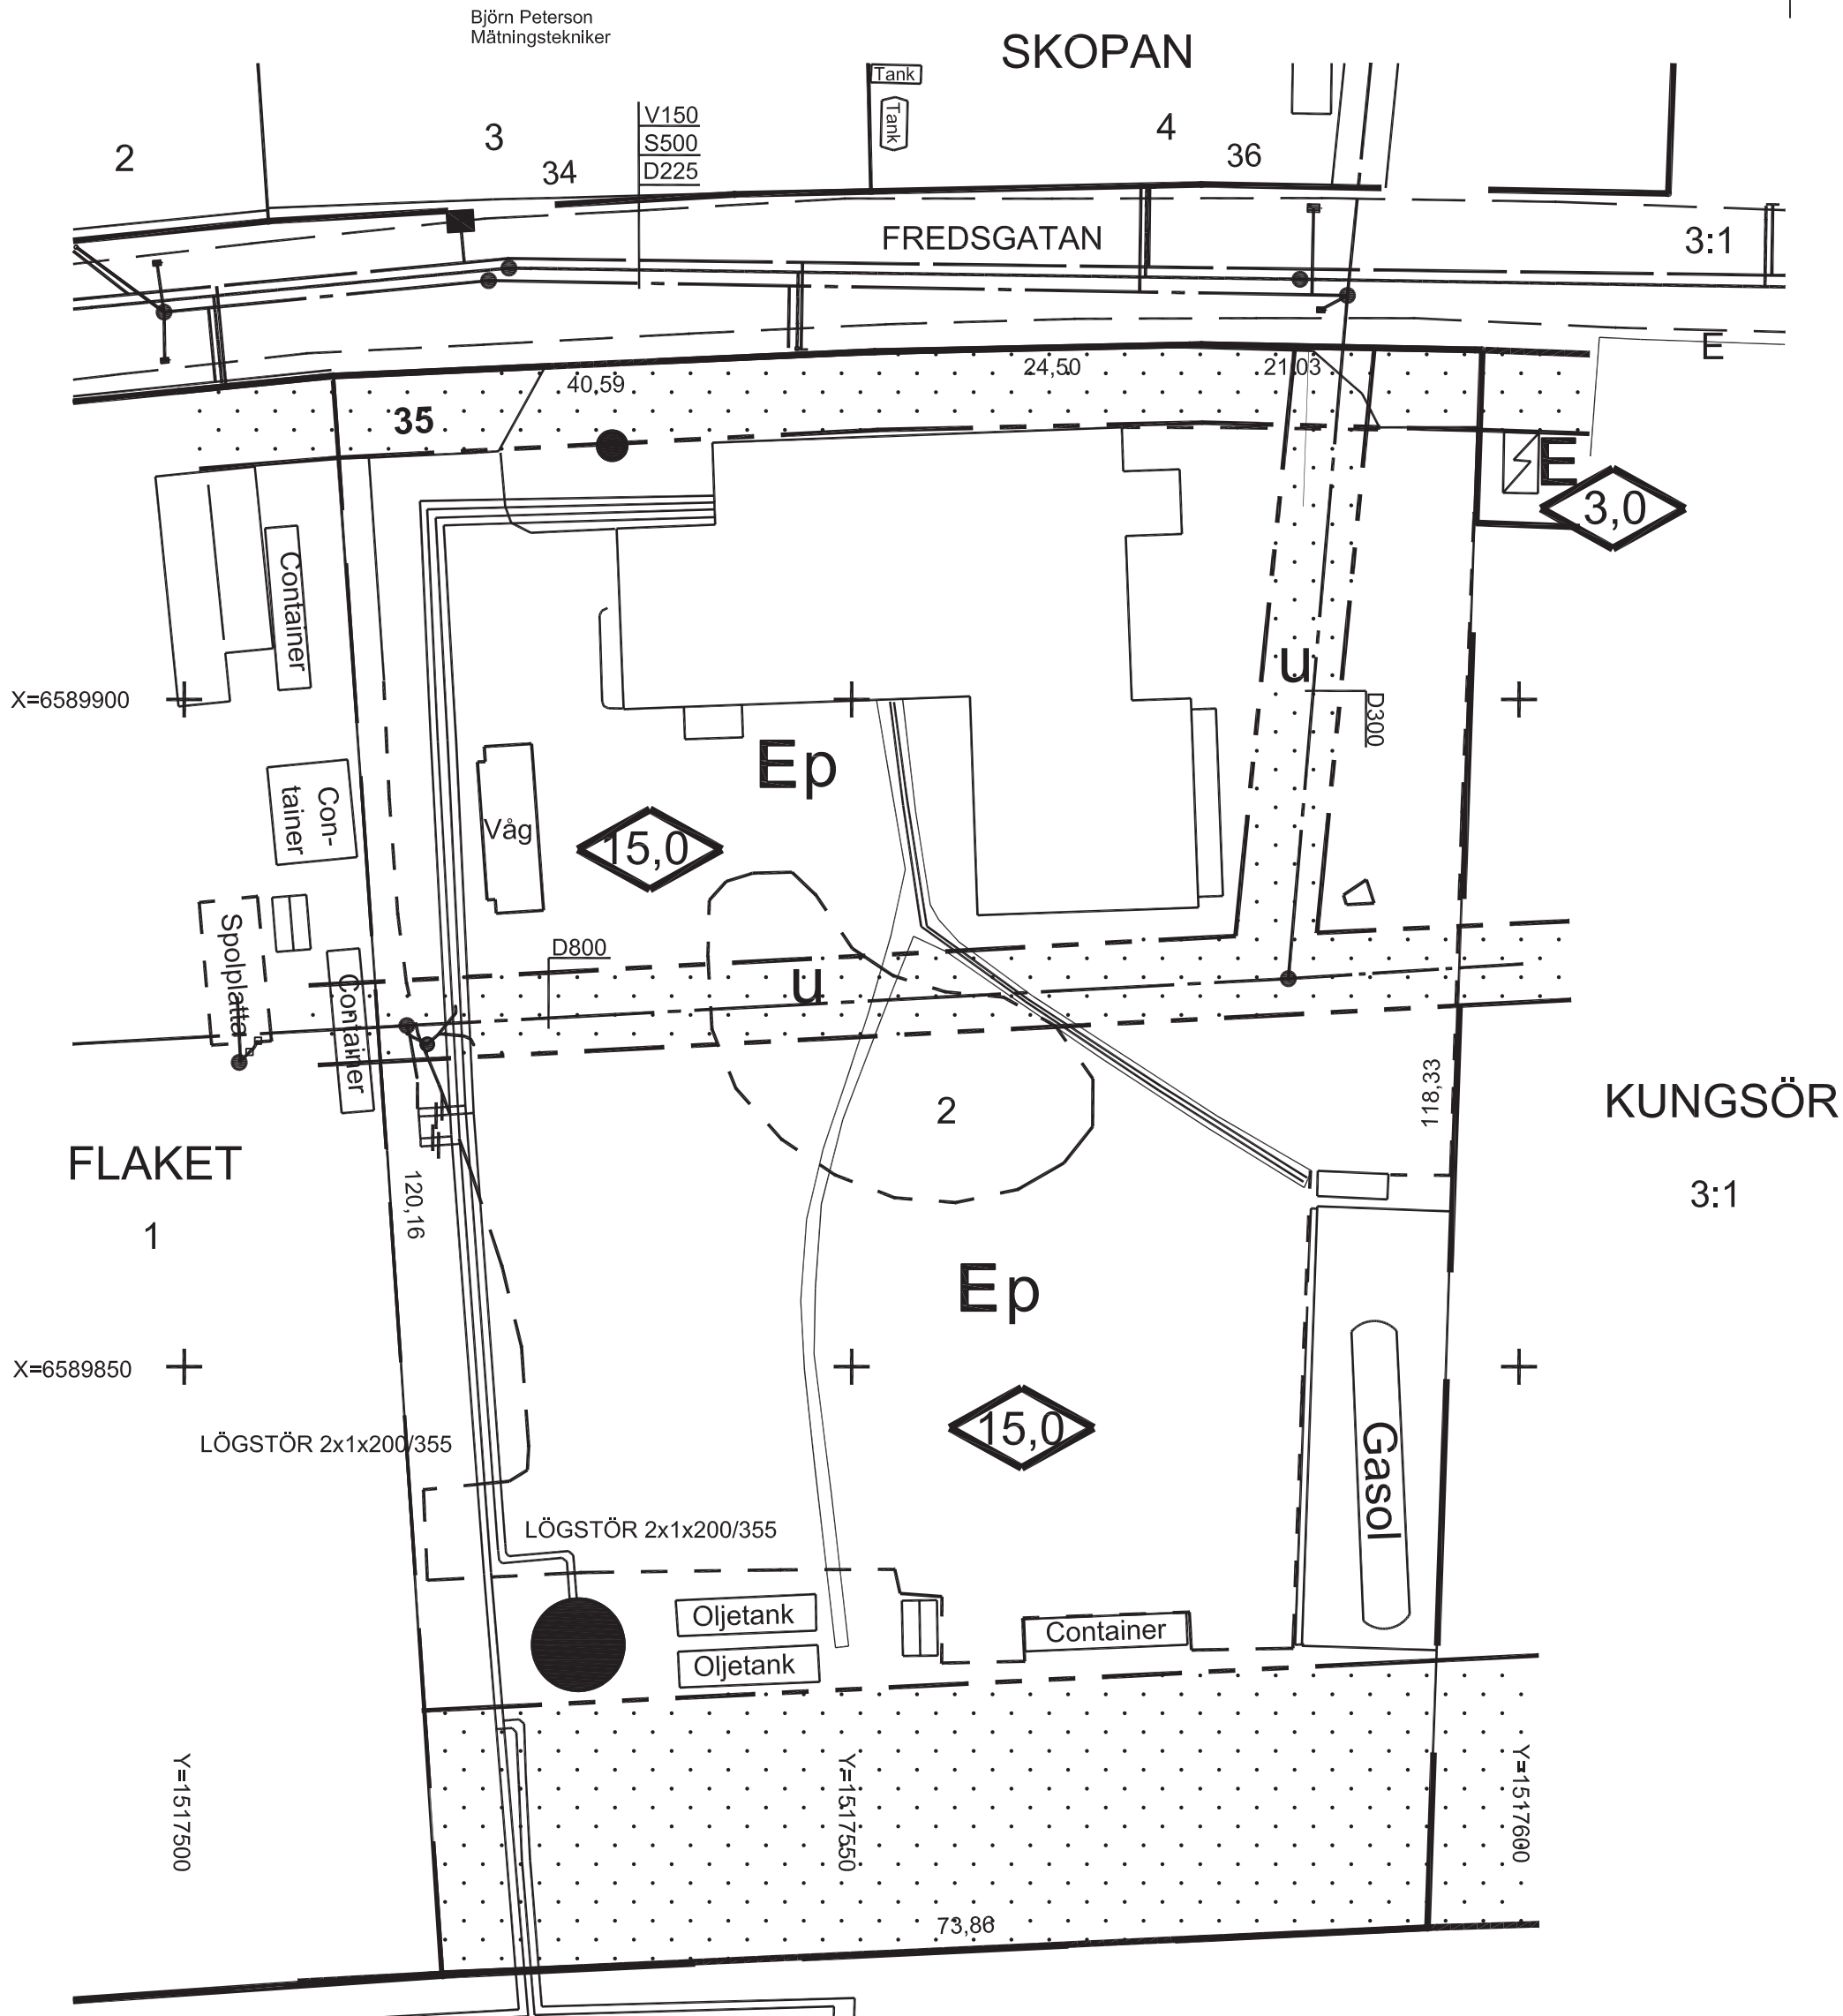 Björn Peterson
Mätningstekniker
SKOPAN
Tank
Tank
V150
S500
D225
2
3
4
34
36
FREDSGATAN
3:1
E
40,59
24,50
21,03
35
E
3,0
Container
u
X=6589900
D300
Ep
Con-
tainer
Våg
15,0
Spolplatta
D800
u
Container
2
118,33
KUNGSÖR
FLAKET
120,16
3:1
1
Ep
X=6589850
15,0
Gasol
LÖGSTÖR 2x1x200/355
LÖGSTÖR 2x1x200/355
Oljetank
Container
Oljetank
Y=1517500
Y=1517550
Y=1517600
73,86